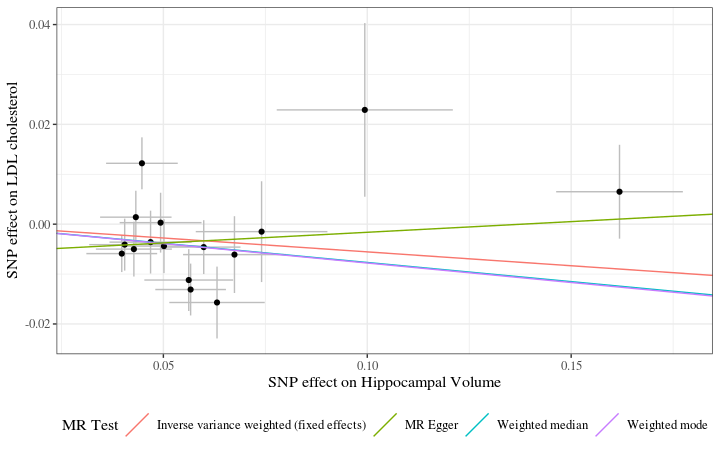 0.04
0.02
0.00
-0.02
SNP effect on LDL cholesterol
0.05 0.10 0.15
SNP effect on Hippocampal Volume
MR Test Inverse variance weighted (fixed effects) MR Egger Weighted median Weighted mode